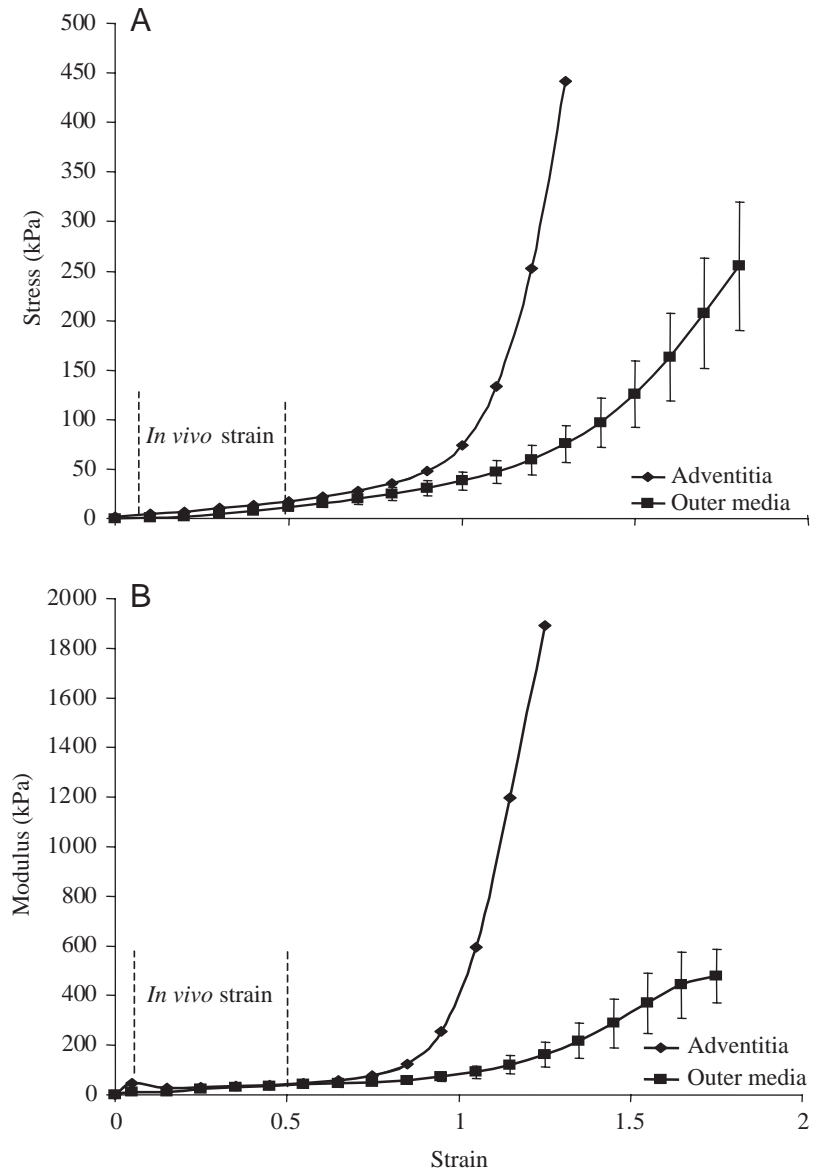 A
500
450
400
350
300
250
200
150
100
50
0
Stress (kPa)
In vivo strain
Adventitia
Outer media
B
2000
1800
1600
1400
1200
1000
800
600
400
200
0
Modulus (kPa)
In vivo strain
Adventitia
Outer media
0 0.5 1 1.5 2
Strain